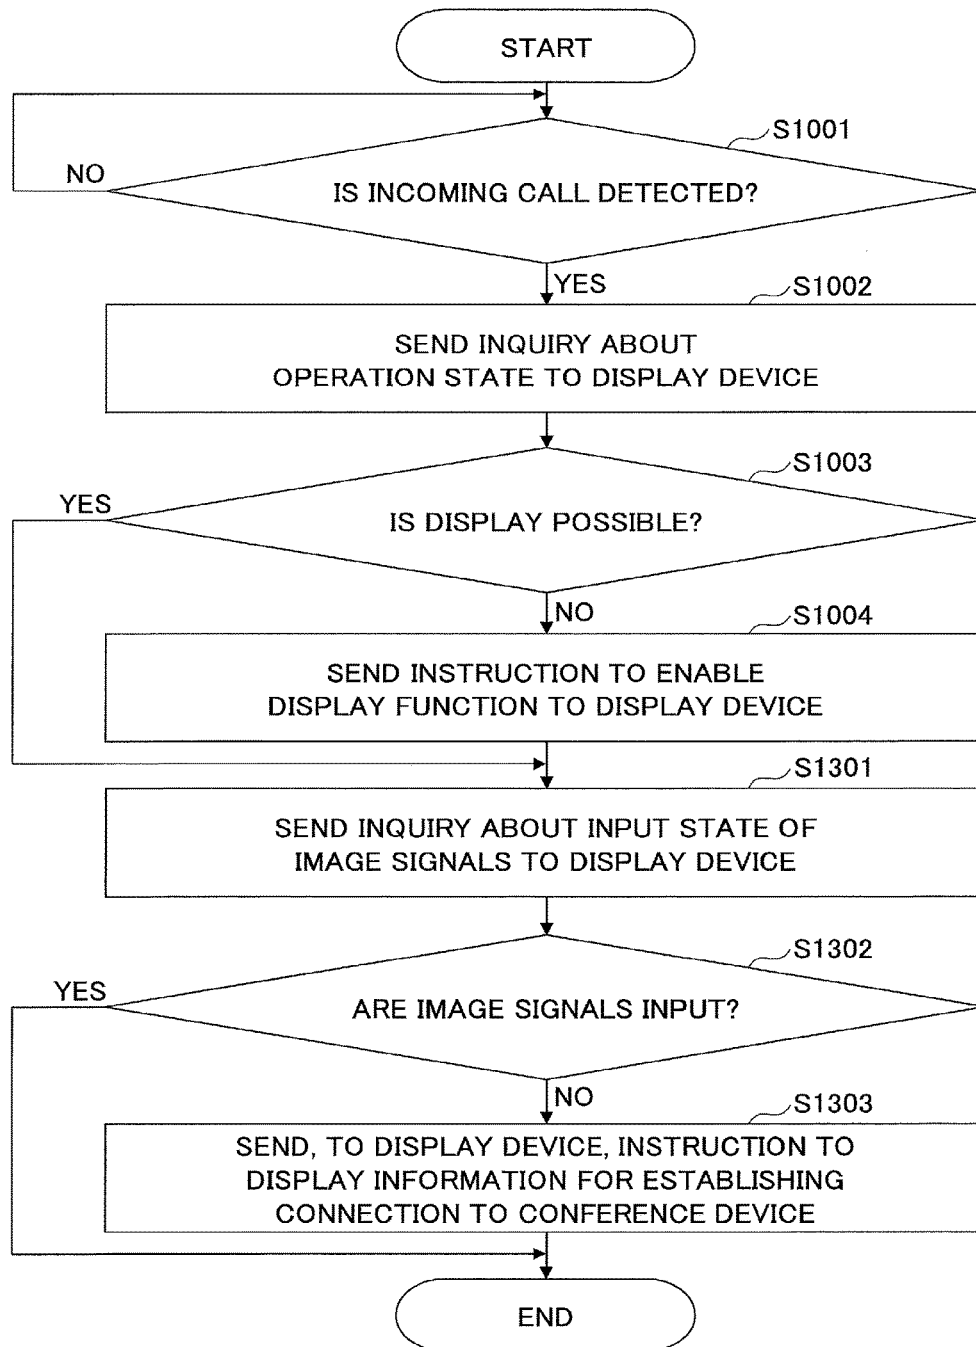 START
S1001
NO
IS INCOMING CALL DETECTED?
YES
S1002
SEND INQUIRY ABOUT
OPERATION STATE TO DISPLAY DEVICE
S1003
YES
IS DISPLAY POSSIBLE?
NO
S1004
SEND INSTRUCTION TO ENABLE
DISPLAY FUNCTION TO DISPLAY DEVICE
S1301
SEND INQUIRY ABOUT INPUT STATE OF
IMAGE SIGNALS TO DISPLAY DEVICE
S1302
YES
ARE IMAGE SIGNALS INPUT?
NO
S1303
SEND, TO DISPLAY DEVICE, INSTRUCTION TO
DISPLAY INFORMATION FOR ESTABLISHING
CONNECTION TO CONFERENCE DEVICE
END